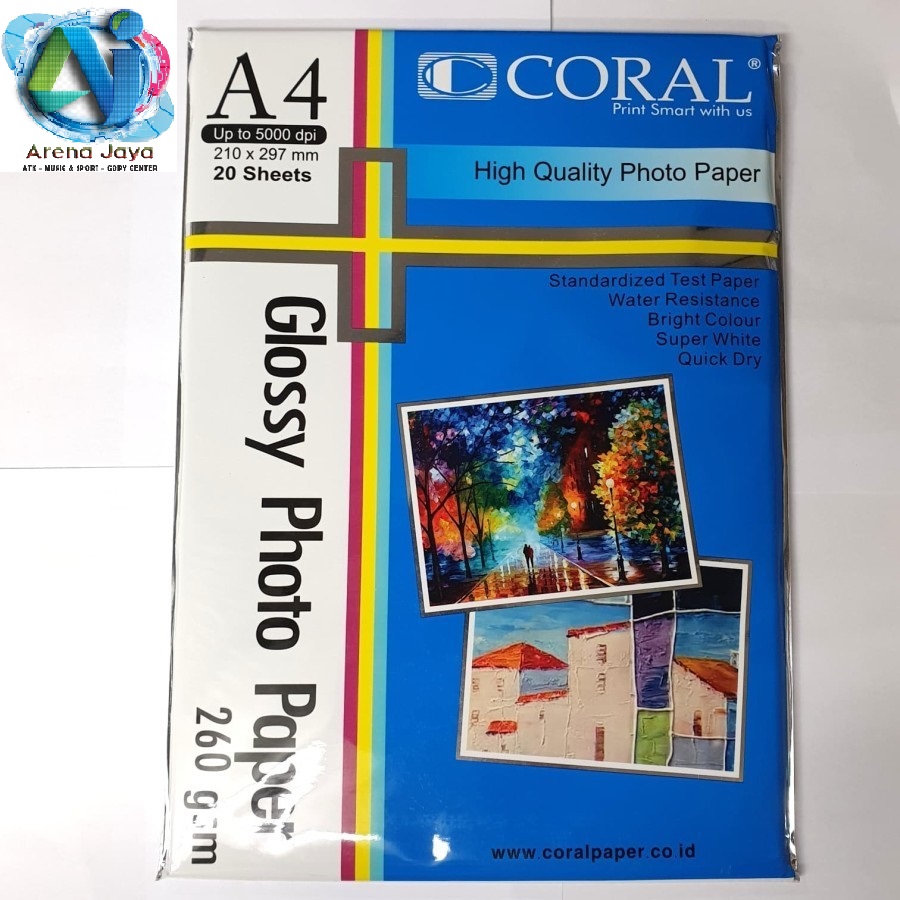 Arena Jaya
ATK - MUSIC & SPORT - GOPY CENTER
A4
Up to 5000 dpi
210 x 297 mm
20 Sheets
CORAL®
Print Smart with us
High Quality Photo Paper
Standardized Test Paper
Water Resistance
Bright Colour
Super White
Quick Dry
Glossy Photo Paper
260 gsm
www.coralpaper.co.id